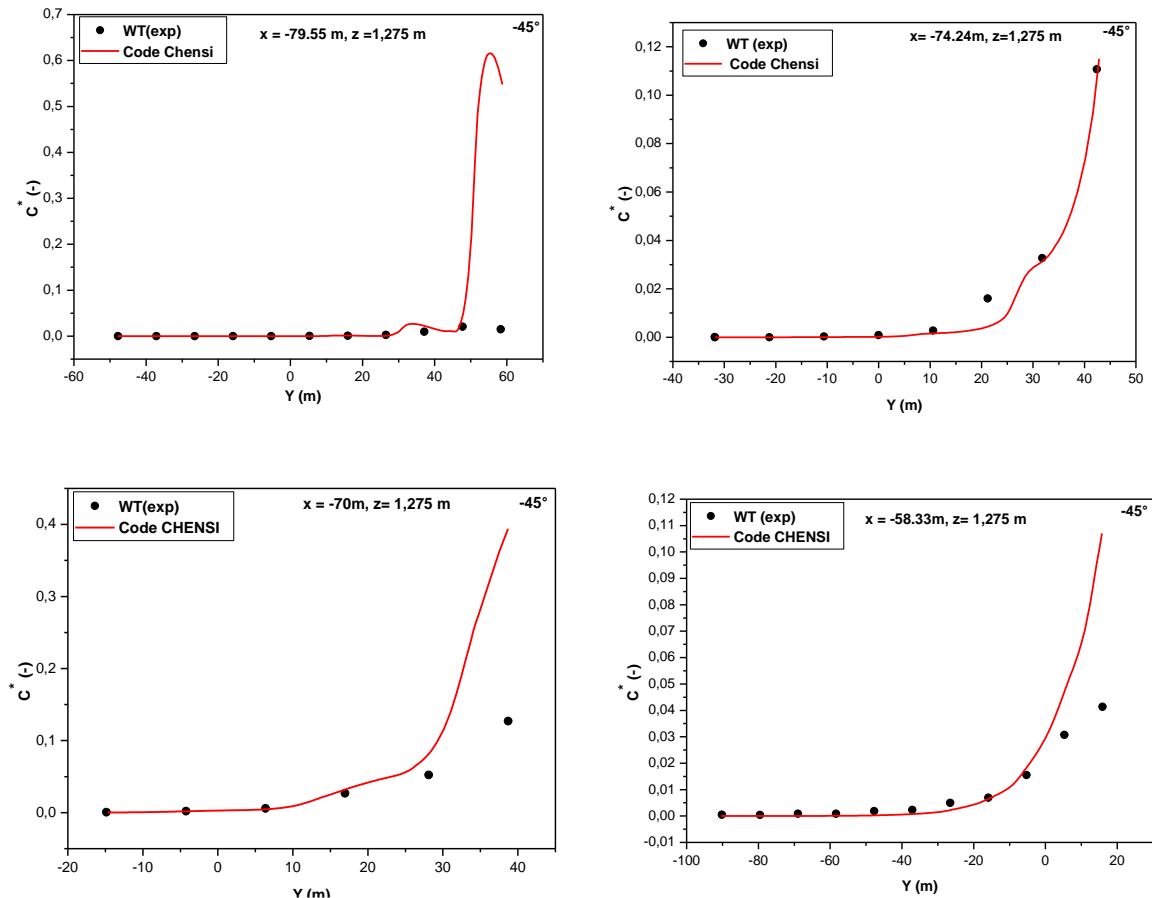 WT(exp)
Code Chensi
x = -79.55 m, z =1,275 m
-45°
0,7
0,6
0,5
0,4
0,3
0,2
0,1
0,0
C* (-)
-60 -40 -20 0 20 40 60
Y (m)
WT (exp)
Code Chensi
x= -74.24m, z=1,275 m
-45°
0,12
0,10
0,08
0,06
0,04
0,02
0,00
C* (-)
-40 -30 -20 -10 0 10 20 30 40 50
Y (m)
WT(exp)
Code CHENSI
x = -70m, z= 1,275 m
-45°
0,4
0,3
0,2
0,1
0,0
C* (-)
-20 -10 0 10 20 30 40
Y (m)
WT (exp)
Code CHENSI
x = -58.33m, z= 1,275 m
-45°
0,12
0,11
0,10
0,09
0,08
0,07
0,06
0,05
0,04
0,03
0,02
0,01
0,00
-0,01
C* (-)
-100 -80 -60 -40 -20 0 20
Y (m)